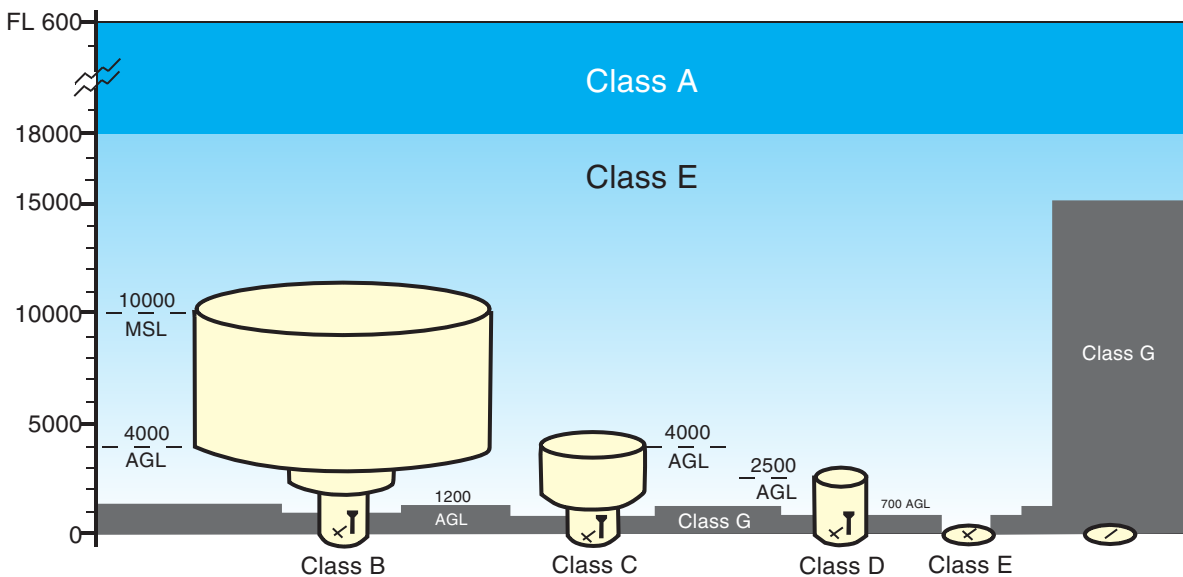 FL 600
Class A
18000
Class E
15000
10000
MSL
10000
Class G
5000
4000
AGL
4000
AGL
2500
AGL
1200
AGL
Class G
700 AGL
0
Class B
Class C
Class D
Class E